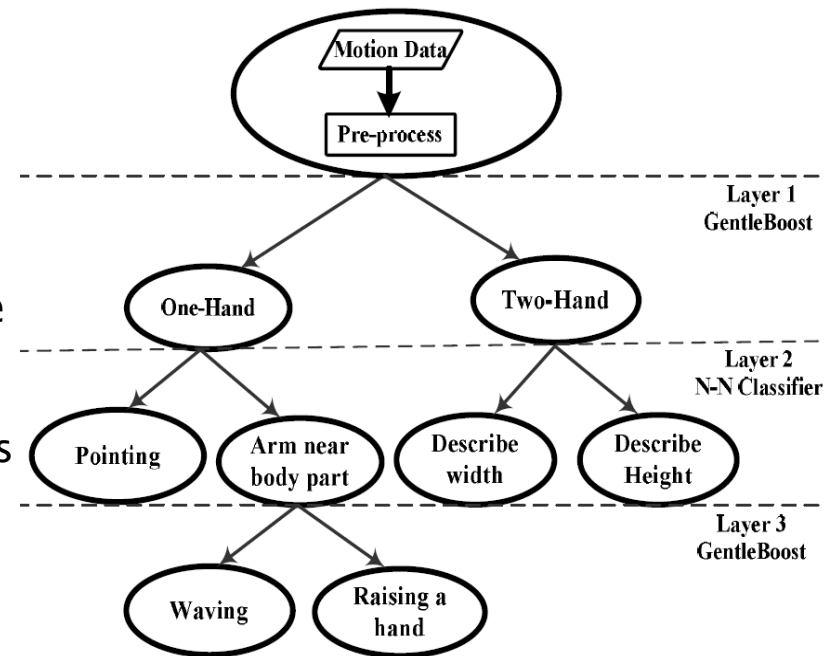 Motion Data
Pre-process
Layer 1
GentleBoost
One-Hand
Two-Hand
Layer 2
N-N Classifier
Pointing
Arm near
body part
Describe
width
Describe
Height
Layer 3
GentleBoost
Waving
Raising a
hand